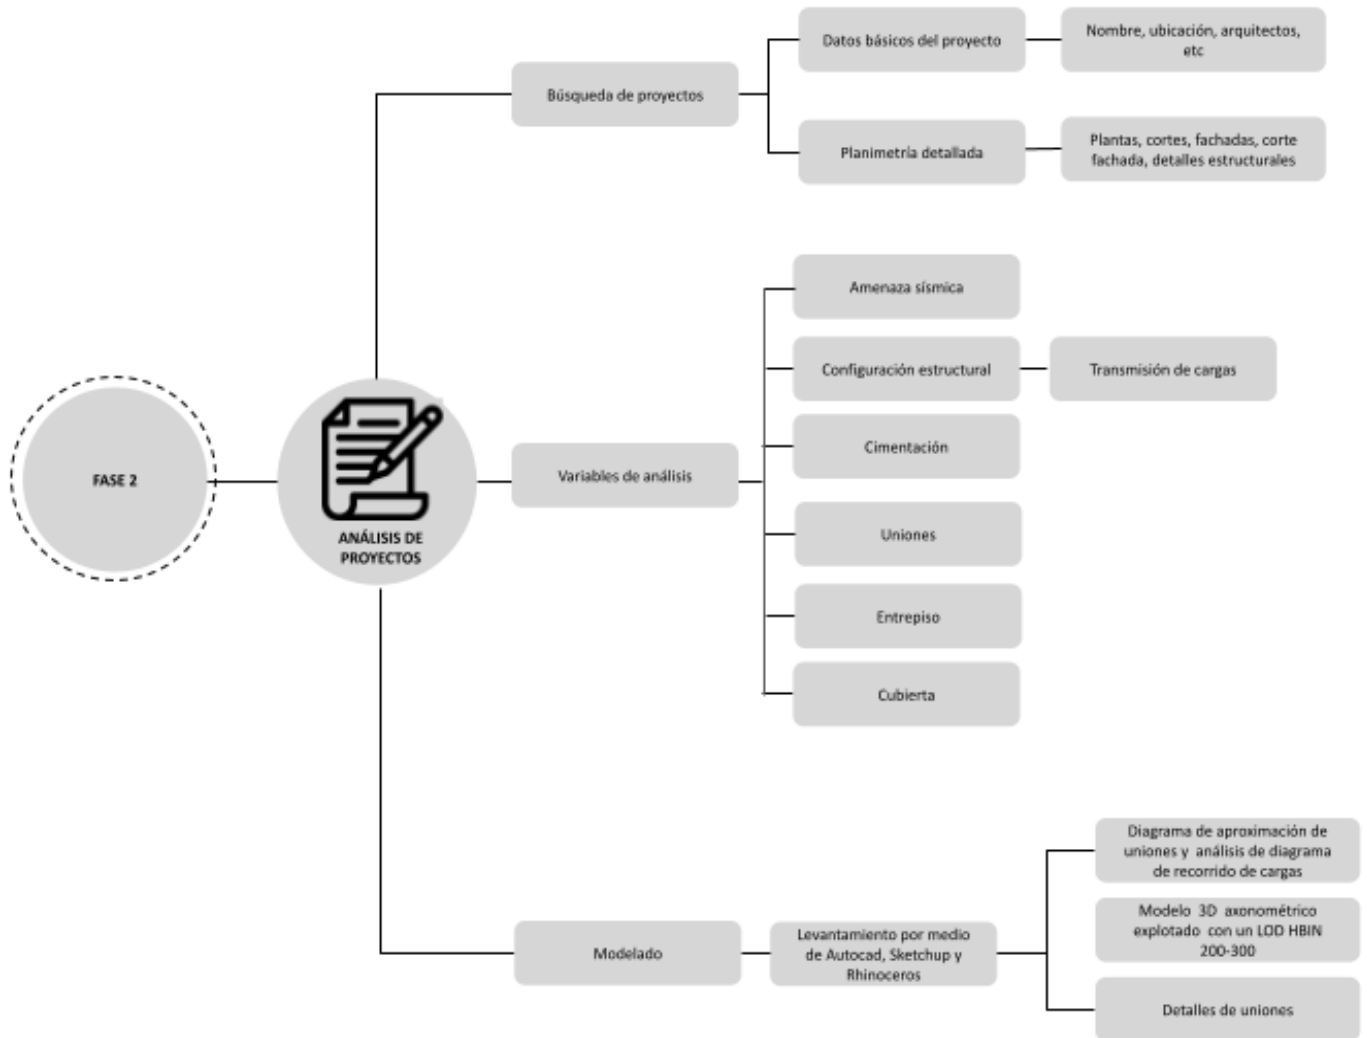 FASE 2
ANÁLISIS DE
PROYECTOS
Búsqueda de proyectos
Datos básicos del proyecto
Nombre, ubicación, arquitectos,
etc
Planimetría detallada
Plantas, cortes, fachadas, corte
fachada, detalles estructurales
Variables de análisis
Amenaza sísmica
Configuración estructural
Transmisión de cargas
Cimentación
Uniones
Entrepiso
Cubierta
Modelado
Levantamiento por medio
de Autocad, Sketchup y
Rhinoceros
Diagrama de aproximación de
uniones y análisis de diagrama
de recorrido de cargas
Modelo 3D axonométrico
explotado con un LOD HBIN
200-300
Detalles de uniones